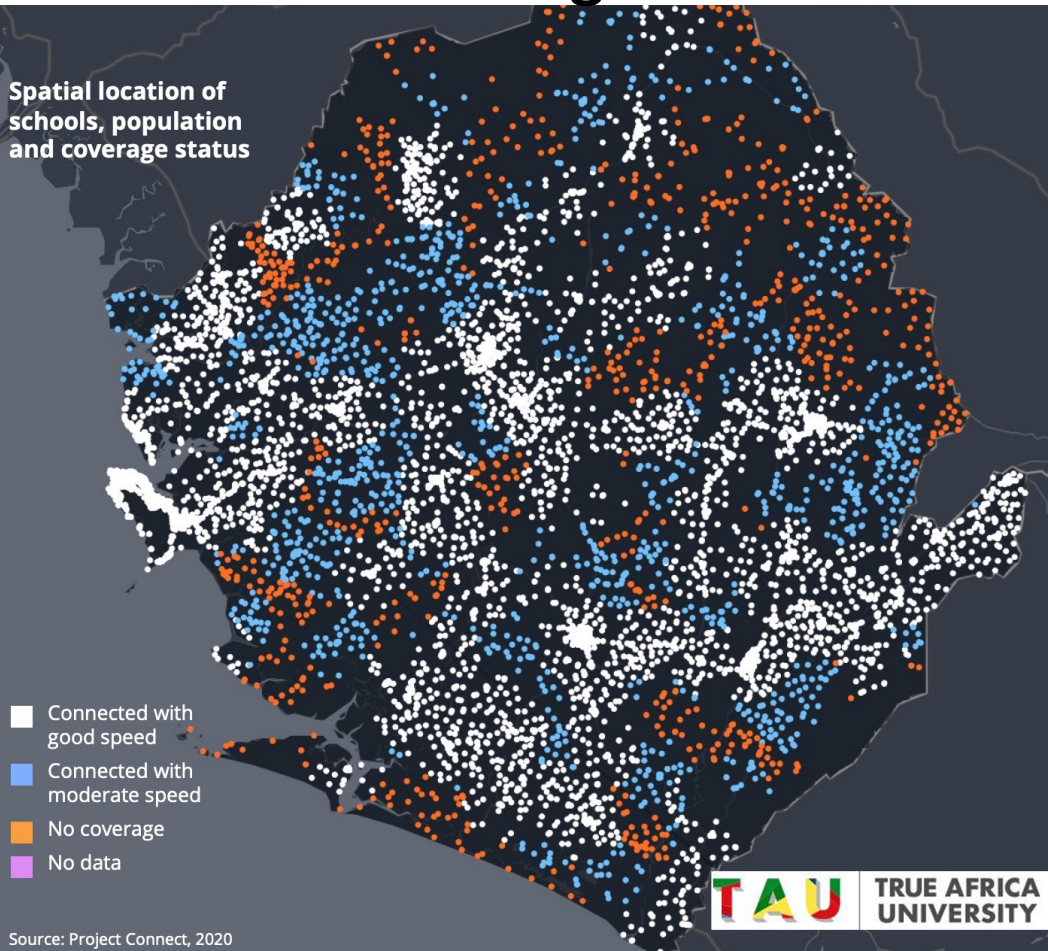 Spatial location of
schools, population
and coverage status
Connected with
good speed
Connected with
moderate speed
No coverage
No data
Source: Project Connect, 2020
TAU
TRUE AFRICA
UNIVERSITY